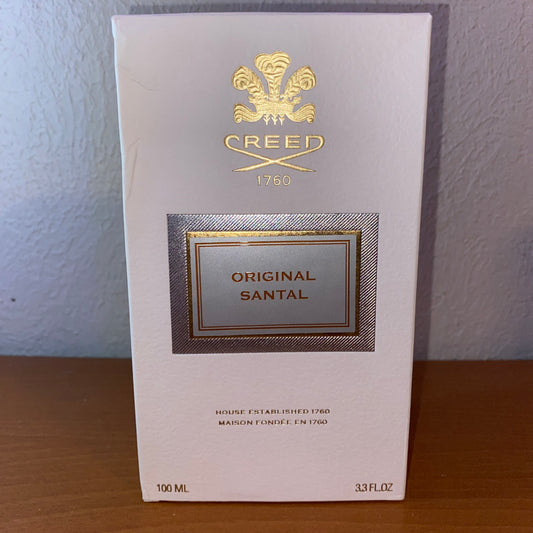 CREED
1760
ORIGINAL
SANTAL
HOUSE ESTABLISHED 1760
MAISON FONDÉE EN 1760
100 ML 3.3 FL.OZ